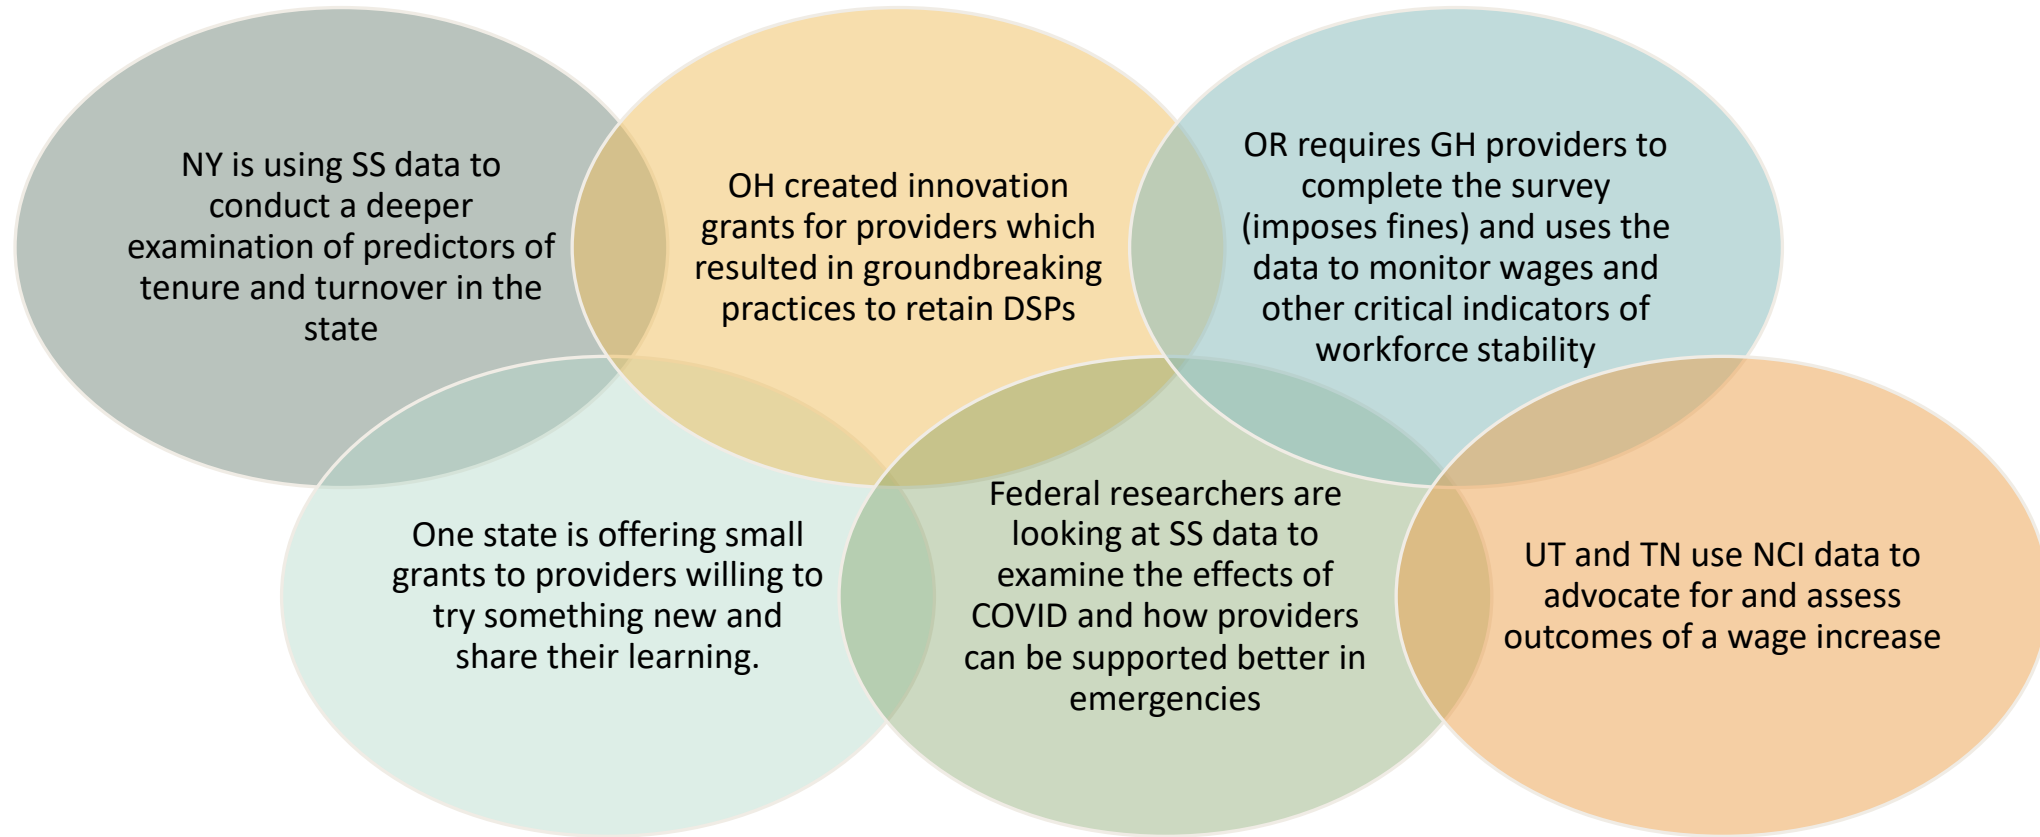 NY is using SS data to
conduct a deeper
examination of predictors of
tenure and turnover in the
state
OH created innovation
grants for providers which
resulted in groundbreaking
practices to retain DSPs
OR requires GH providers to
complete the survey
(imposes fines) and uses the
data to monitor wages and
other critical indicators of
workforce stability
One state is offering small
grants to providers willing to
try something new and
share their learning.
Federal researchers are
looking at SS data to
examine the effects of
COVID and how providers
can be supported better in
emergencies
UT and TN use NCI data to
advocate for and assess
outcomes of a wage increase